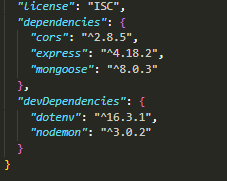 "license": "ISC",
"dependencies": {
"cors": "^2.8.5",
"express": "^4.18.2",
"mongoose": "^8.0.3"
},
"devDependencies": {
"dotenv": "^16.3.1",
"nodemon": "^3.0.2"
}
}